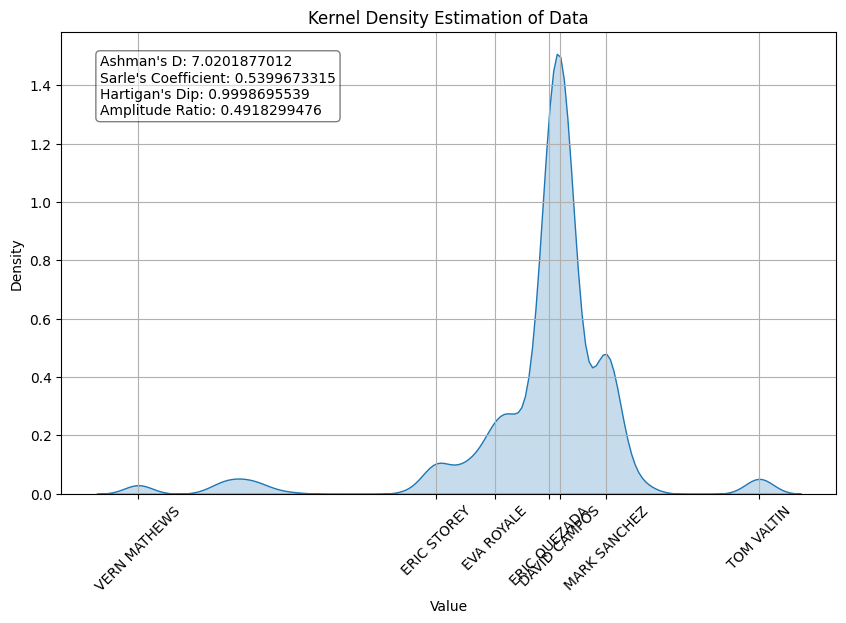 Kernel Density Estimation of Data
Ashman's D: 7.0201877012
Sarle's Coefficient: 0.5399673315
Hartigan's Dip: 0.9998695539
Amplitude Ratio: 0.4918299476
1.4
1.2
1.0
0.8
0.6
0.4
0.2
0.0
Density
VERN MATHEWS
ERIC STOREY
EVA ROYALE
ERIC QUEZADA
DAVID CAMPOS
MARK SANCHEZ
TOM VALTIN
Value